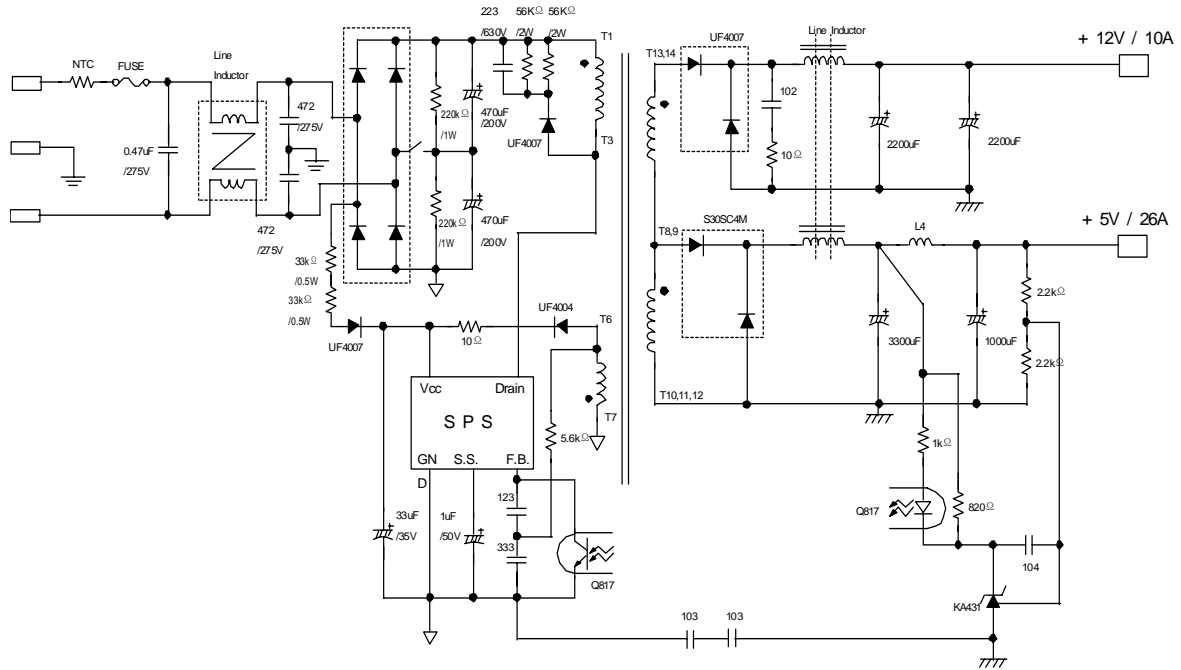 223
/630V
56KΩ
/2W
56KΩ
/2W
T1
NTC
FUSE
Line
Inductor
472
/275V
220kΩ
/1W
470uF
/200V
UF4007
T3
0.47uF
/275V
472
/275V
220kΩ
/1W
470uF
/200V
33kΩ
/0.5W
33kΩ
/0.5W
UF4007
10Ω
UF4004
T6
T7
Vcc
Drain
S P S
GN
D
S.S.
F.B.
5.6kΩ
33uF
/35V
1uF
/50V
123
333
Q817
103
103
T13,14
UF4007
Line Inductor
+ 12V / 10A
102
10Ω
2200uF
2200uF
T8,9
S30SC4M
L4
+ 5V / 26A
2.2kΩ
2.2kΩ
3300uF
1000uF
T10,11,12
1kΩ
Q817
820Ω
104
KA431